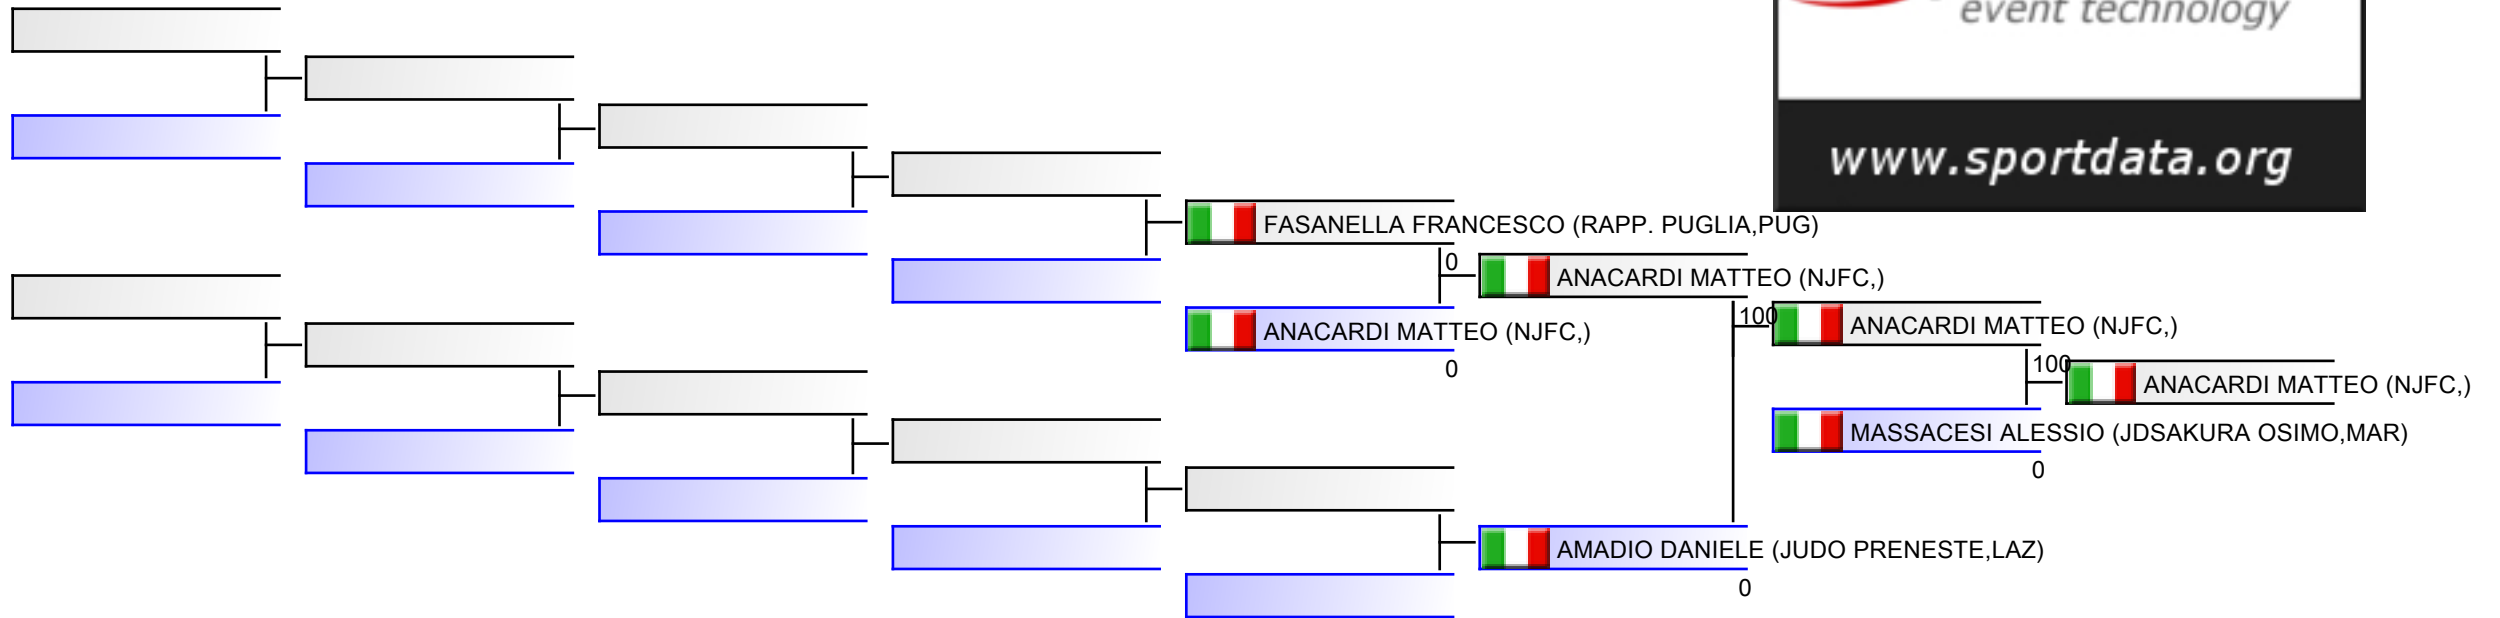 event technology
www.sportdata.org
FASANELLA FRANCESCO (RAPP. PUGLIA,PUG)
0
ANACARDI MATTEO (NJFC,)
100
ANACARDI MATTEO (NJFC,)
0
ANACARDI MATTEO (NJFC,)
100
ANACARDI MATTEO (NJFC,)
MASSACESI ALESSIO (JDSAKURA OSIMO,MAR)
0
AMADIO DANIELE (JUDO PRENESTE,LAZ)
0